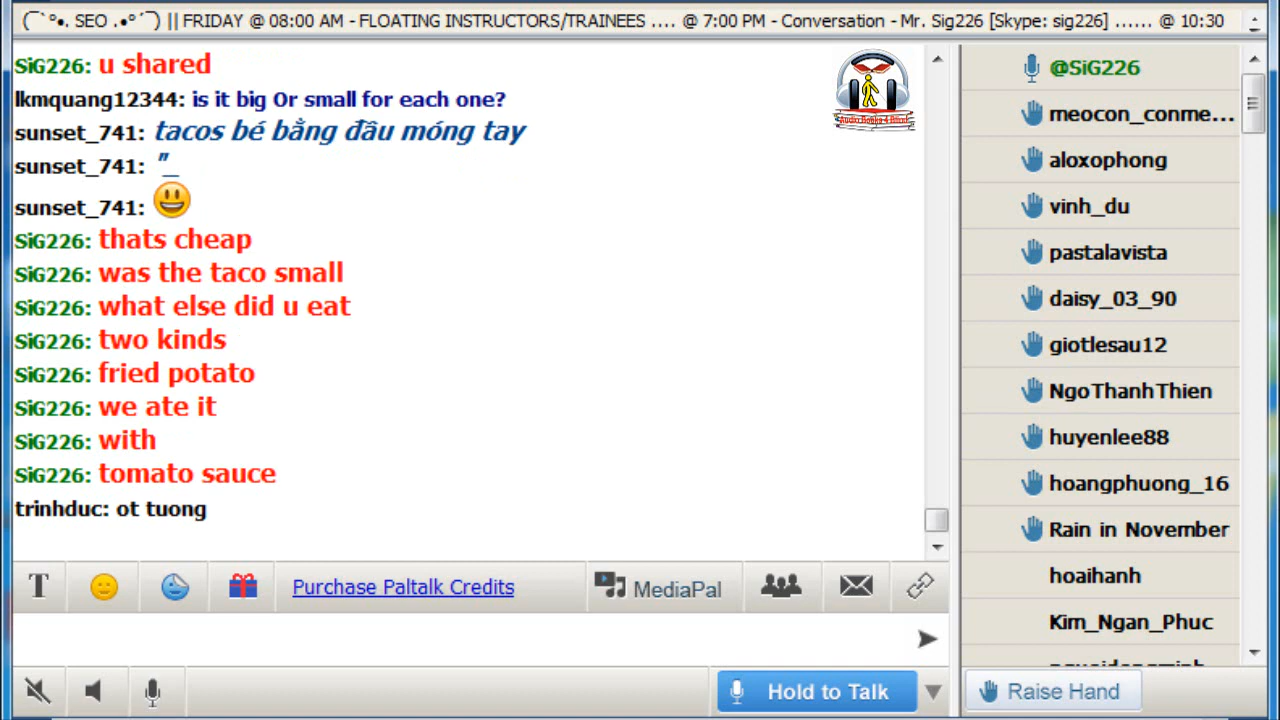 (¯`°•. SEO .•°´¯) || FRIDAY @ 08:00 AM - FLOATING INSTRUCTORS/TRAINEES .... @ 7:00 PM - Conversation - Mr. Sig226 [Skype: sig226] ...... @ 10:30
SiG226: u shared
lkmquang12344: is it big Or small for each one?
sunset_741: tacos bé bằng đầu móng tay
sunset_741: "_
sunset_741:
SiG226: thats cheap
SiG226: was the taco small
SiG226: what else did u eat
SiG226: two kinds
SiG226: fried potato
SiG226: we ate it
SiG226: with
SiG226: tomato sauce
trinhduc: ot tuong
Audio Books 4 Blind
@SiG226
meocon_conme...
aloxophong
vinh_du
pastalavista
daisy_03_90
giotlesau12
NgoThanhThien
huyenlee88
hoangphuong_16
Rain in November
hoaihanh
Kim_Ngan_Phuc
T Purchase Paltalk Credits MediaPal
Hold to Talk
Raise Hand